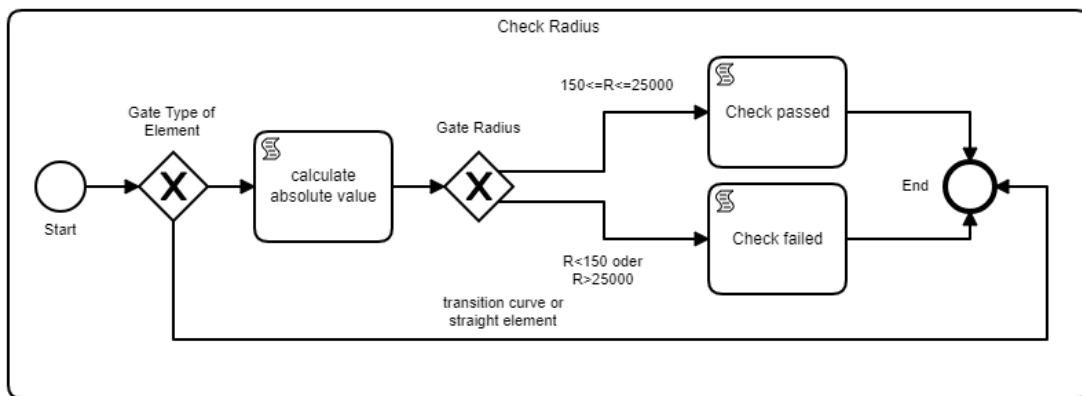 Check Radius
Gate Type of
Element
Start
calculate
absolute value
Gate Radius
150<=R<=25000
Check passed
R<150 oder
R>25000
Check failed
End
transition curve or
straight element